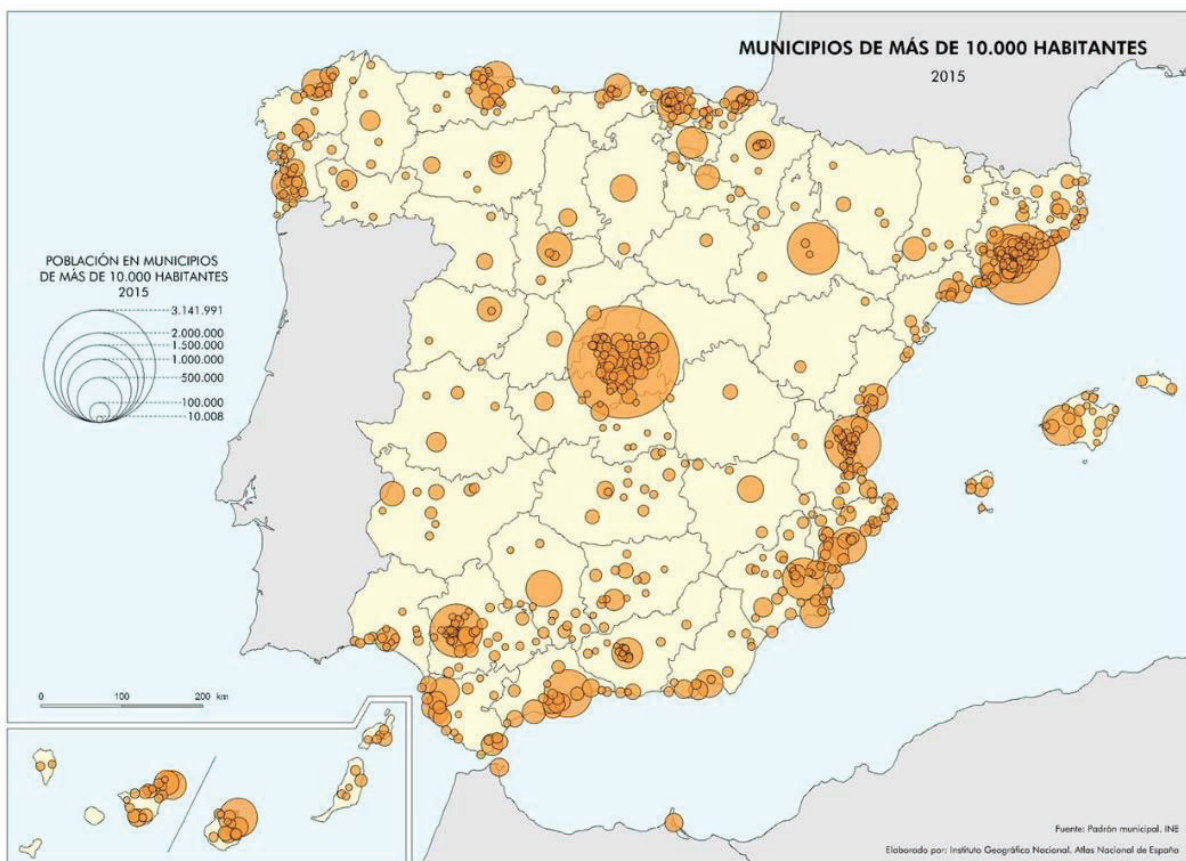 MUNICIPIOS DE MÁS DE 10.000 HABITANTES
2015
POBLACIÓN EN MUNICIPIOS
DE MÁS DE 10.000 HABITANTES
2015
3.141.991
2.000.000
1.500.000
1.000.000
500.000
100.000
10.008
0 100 200 km
Fuente: Padrón municipal. INE
Elaborado por: Instituto Geográfico Nacional. Atlas Nacional de España